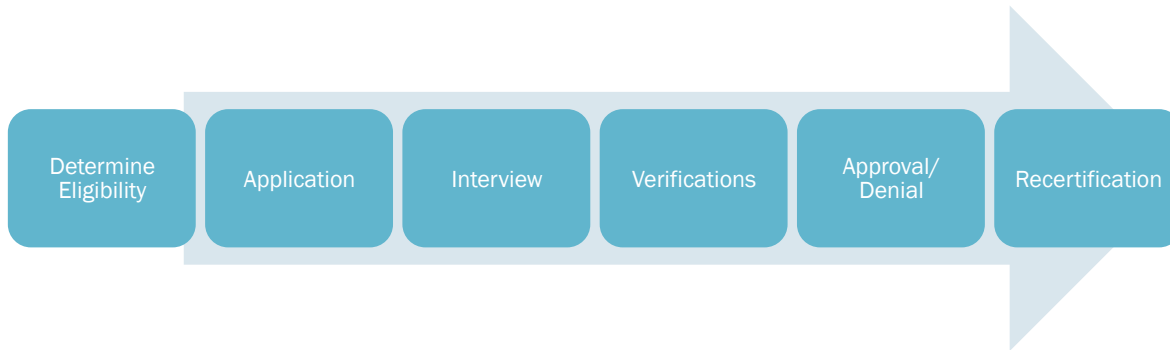 Determine
Eligibility
Application
Interview
Verifications
Approval/
Denial
Recertification